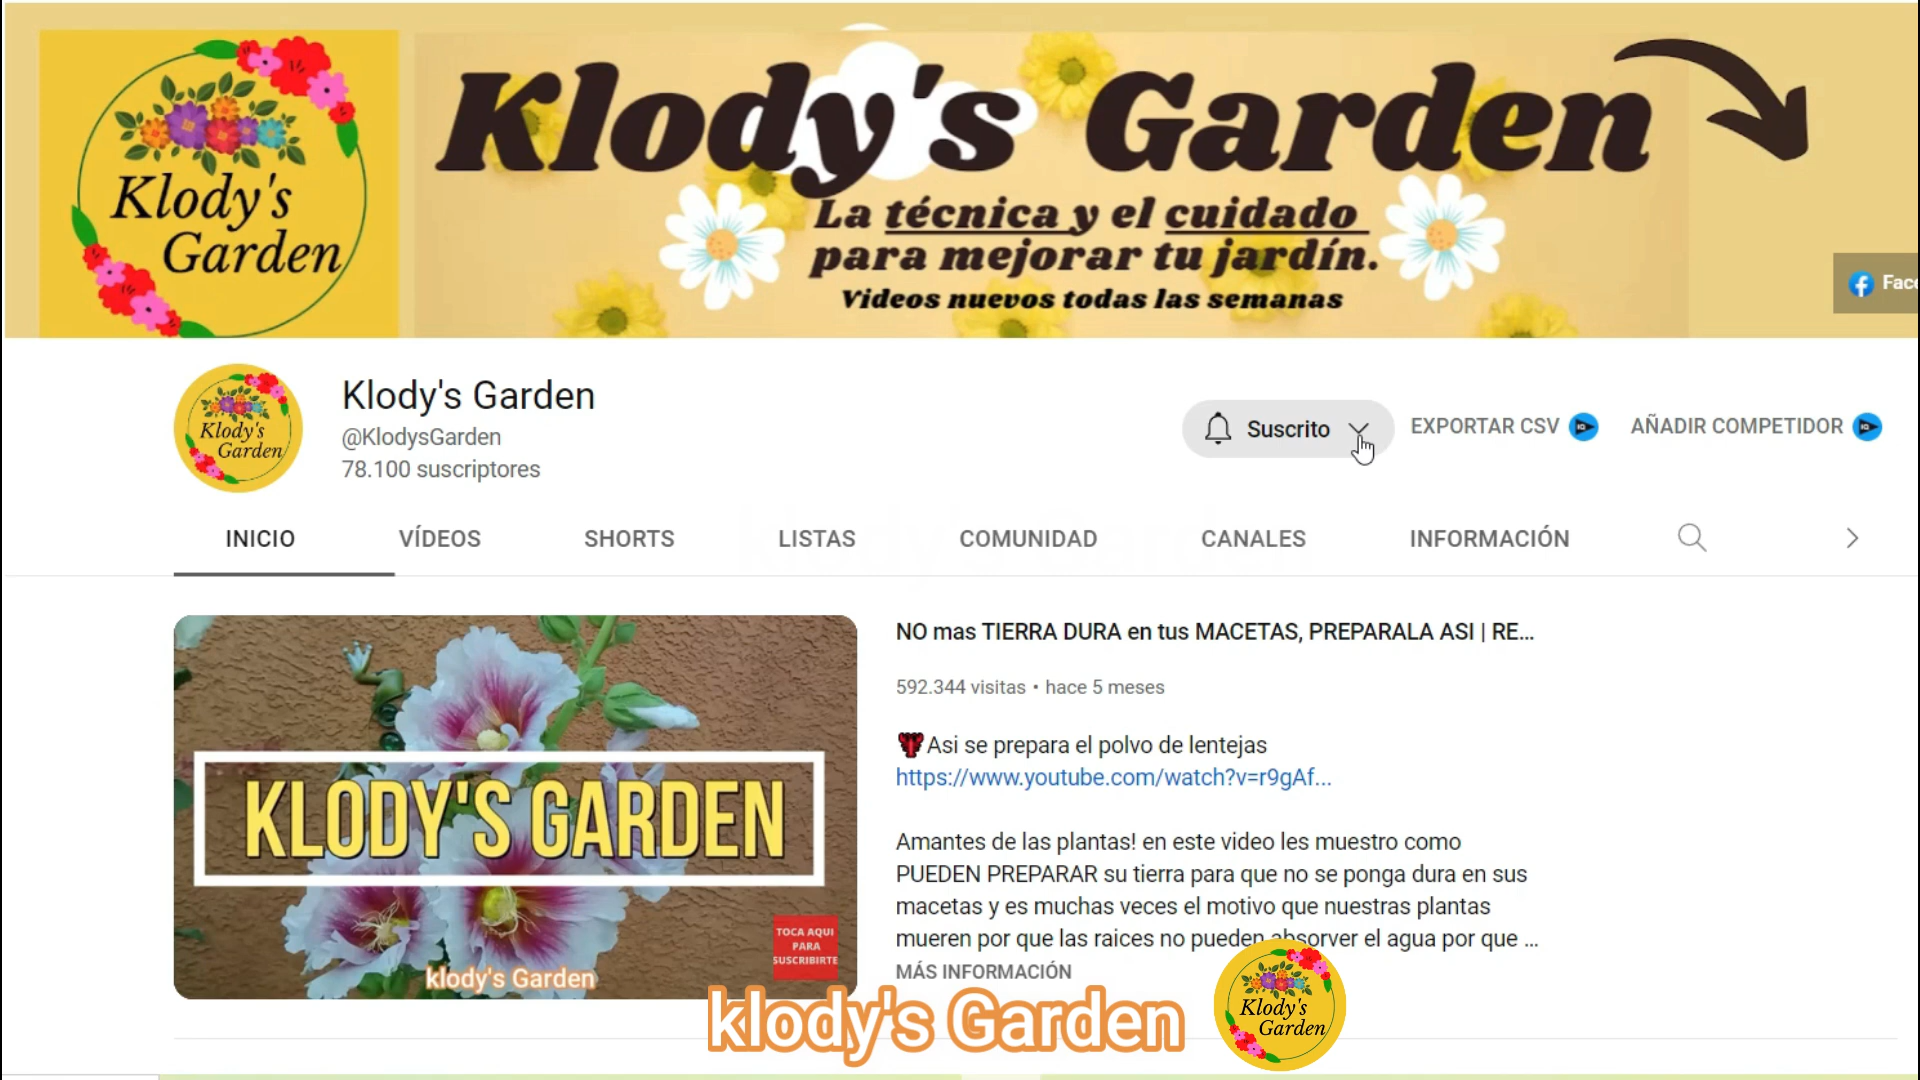 Klody's
Garden
Klody's Garden
La técnica y el cuidado
para mejorar tu jardín.
Videos nuevos todas las semanas
Klody's
Garden
Klody's Garden
@KlodysGarden
78.100 suscriptores
Suscrito
EXPORTAR CSV
AÑADIR COMPETIDOR
INICIO
VÍDEOS
SHORTS
LISTAS
COMUNIDAD
CANALES
INFORMACIÓN
KLODY'S GARDEN
TOCA AQUI
PARA
SUSCRIBIRTE
klody's Garden
NO mas TIERRA DURA en tus MACETAS, PREPARALA ASI | RE...
592.344 visitas • hace 5 meses
Asi se prepara el polvo de lentejas
https://www.youtube.com/watch?v=r9gAf...
Amantes de las plantas! en este video les muestro como
PUEDEN PREPARAR su tierra para que no se ponga dura en sus
macetas y es muchas veces el motivo que nuestras plantas
mueren por que las raices no pueden absorver el agua por que ...
MÁS INFORMACIÓN
klody's Garden
Klody's
Garden